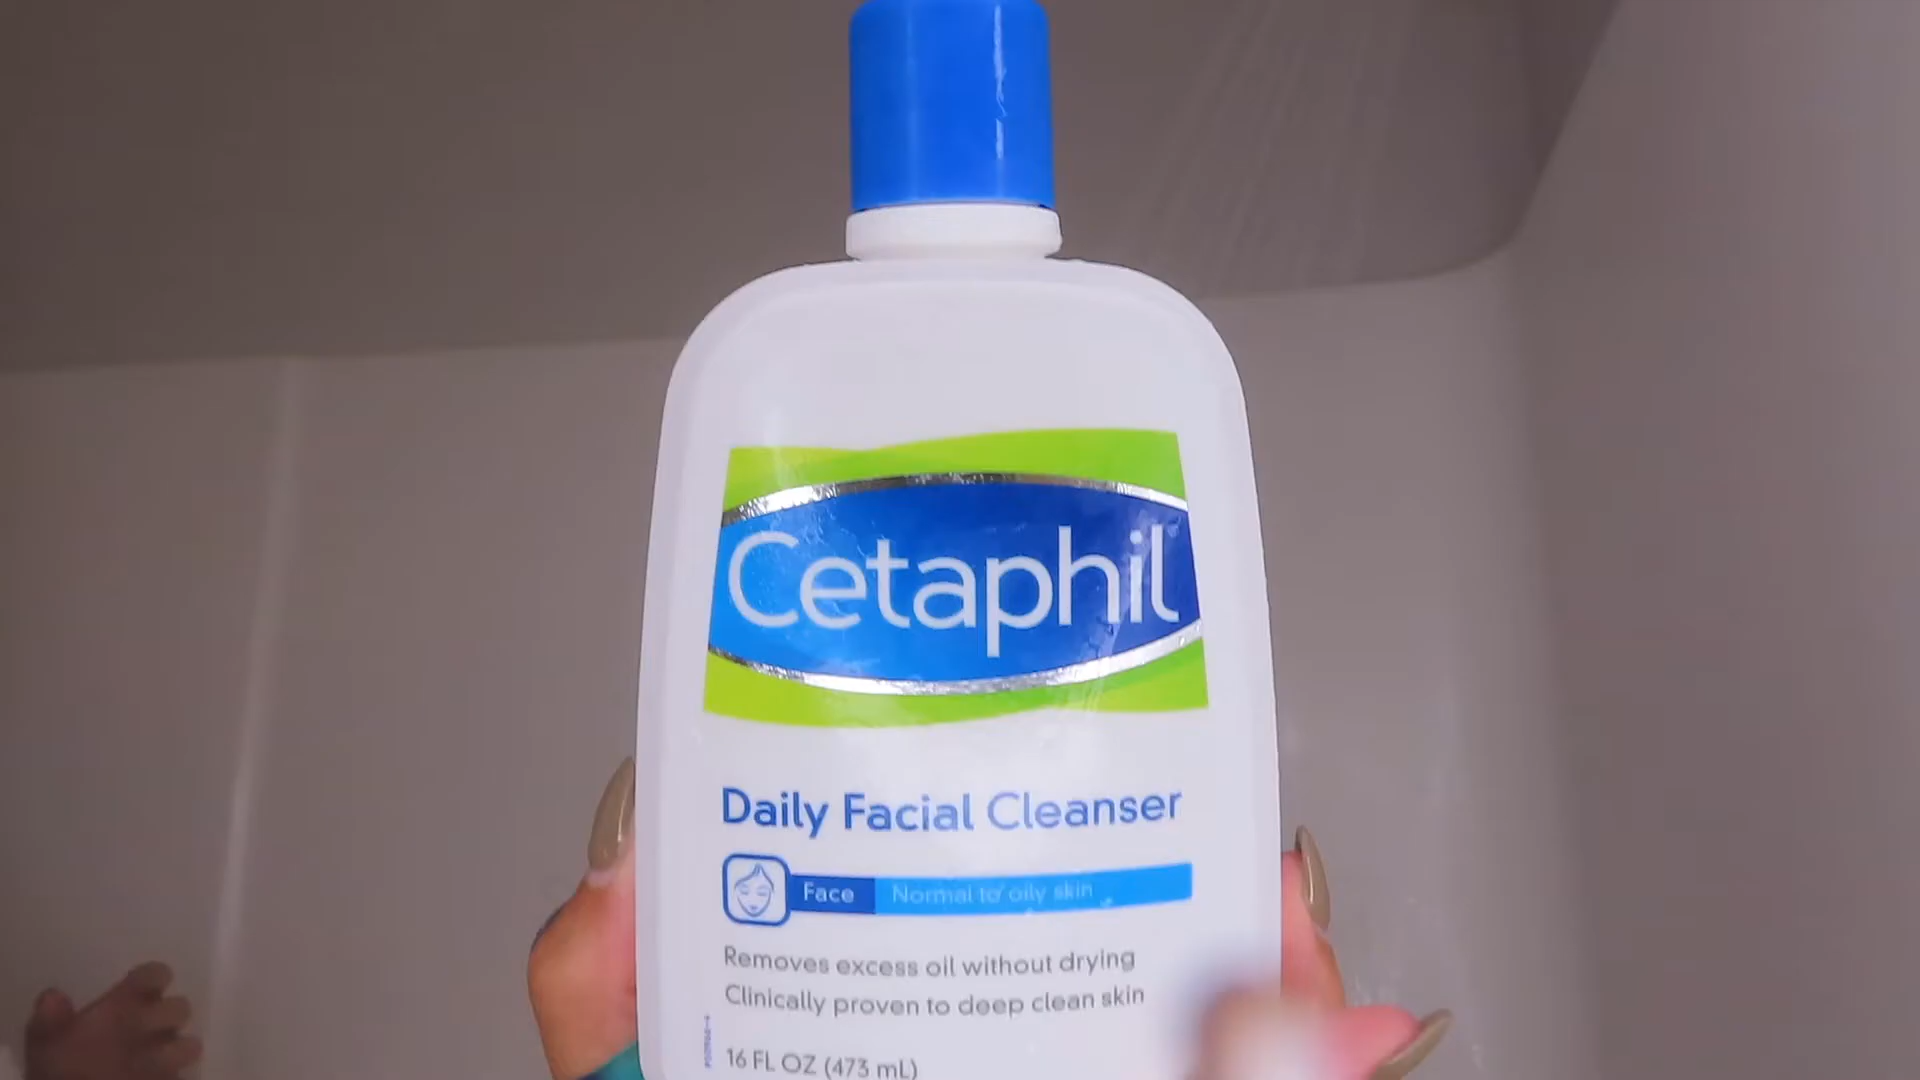 Cetaphil
Daily Facial Cleanser
Face Normal to oily skin
Removes excess oil without drying
Clinically proven to deep clean skin
16 FL OZ (473 mL)